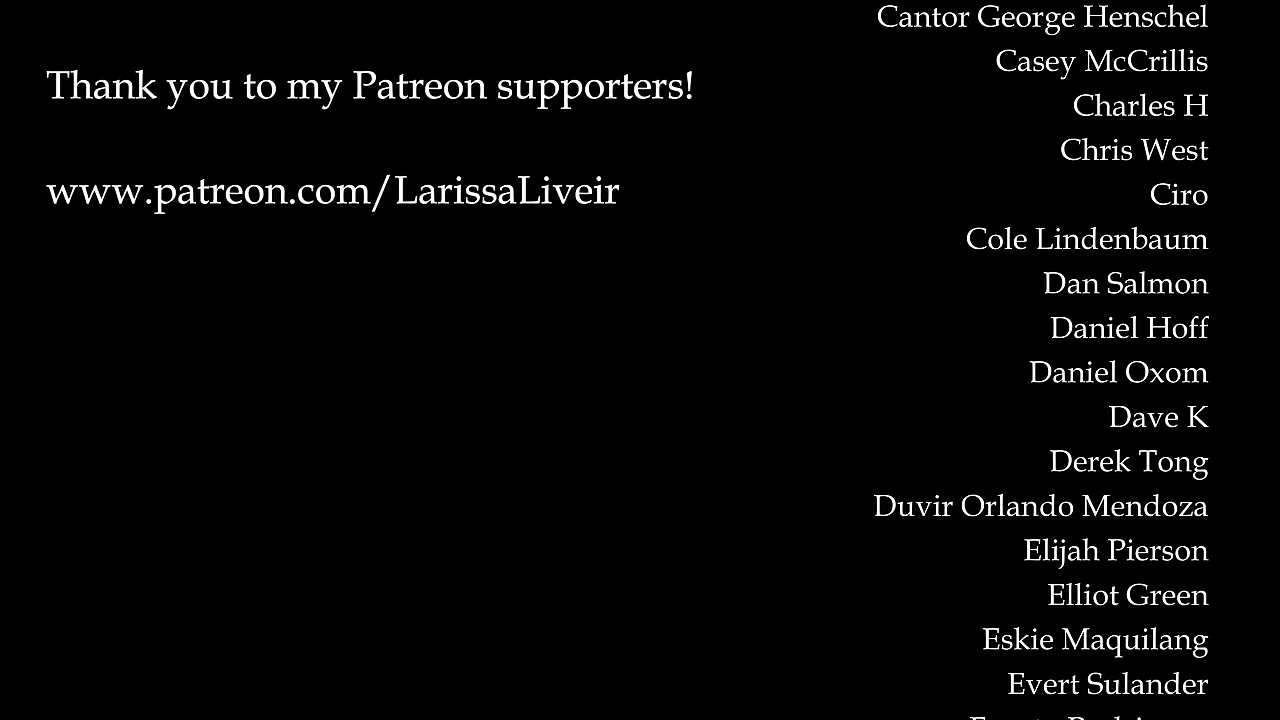 Thank you to my Patreon supporters!
www.patreon.com/LarissaLiveir
Cantor George Henschel
Casey McCrillis
Charles H
Chris West
Ciro
Cole Lindenbaum
Dan Salmon
Daniel Hoff
Daniel Oxom
Dave K
Derek Tong
Duvir Orlando Mendoza
Elijah Pierson
Elliot Green
Eskie Maquilang
Evert Sulander